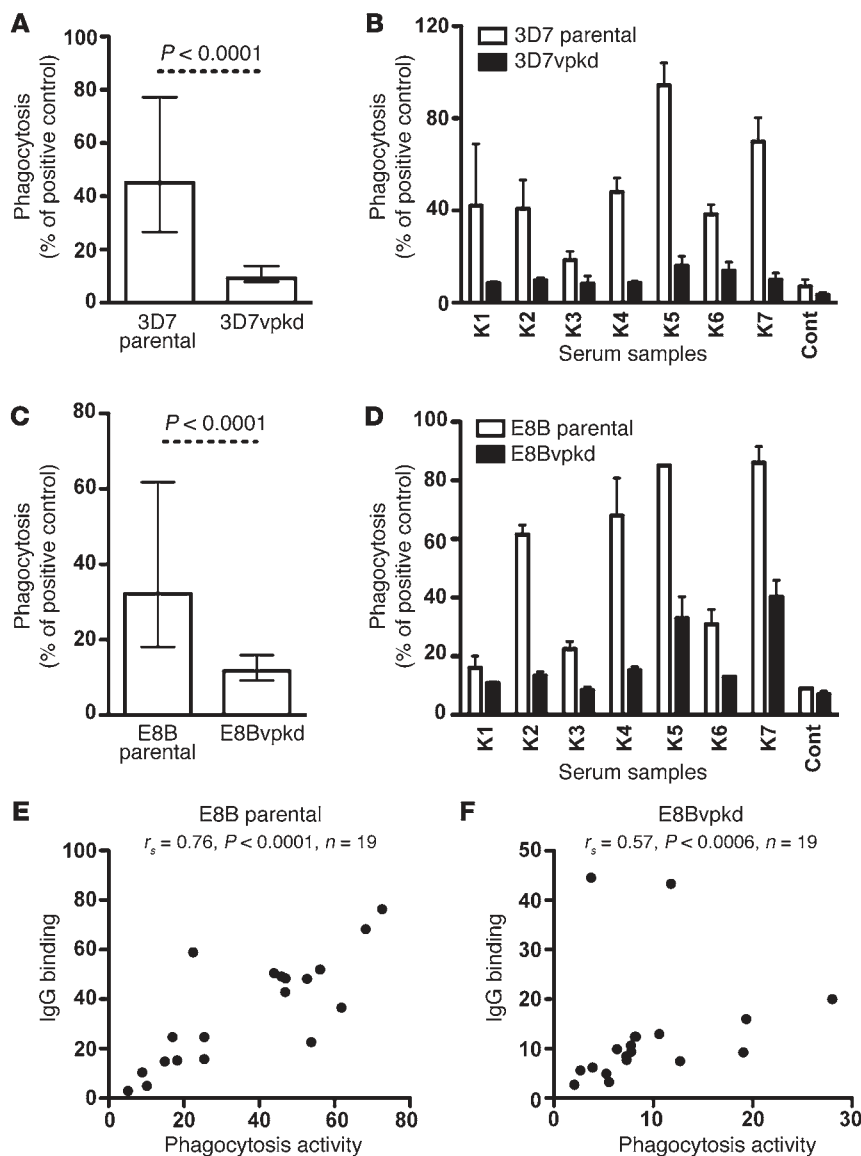 A
Phagocytosis
(% of positive control)
100
80
60
40
20
0
P < 0.0001
3D7
parental
3D7vpkd
B
Phagocytosis
(% of positive control)
120
80
40
0
3D7 parental
3D7vpkd
K1
K2
K3
K4
K5
K6
K7
Cont
Serum samples
C
Phagocytosis
(% of positive control)
80
60
40
20
0
P < 0.0001
E8B
parental
E8Bvpkd
D
Phagocytosis
(% of positive control)
100
80
60
40
20
0
E8B parental
E8Bvpkd
K1
K2
K3
K4
K5
K6
K7
Cont
Serum samples
E
E8B parental
rs = 0.76, P < 0.0001, n = 19
IgG binding
100
80
60
40
20
0
0
20
40
60
80
Phagocytosis activity
F
E8Bvpkd
rs = 0.57, P < 0.0006, n = 19
IgG binding
50
40
30
20
10
0
0
10
20
30
Phagocytosis activity